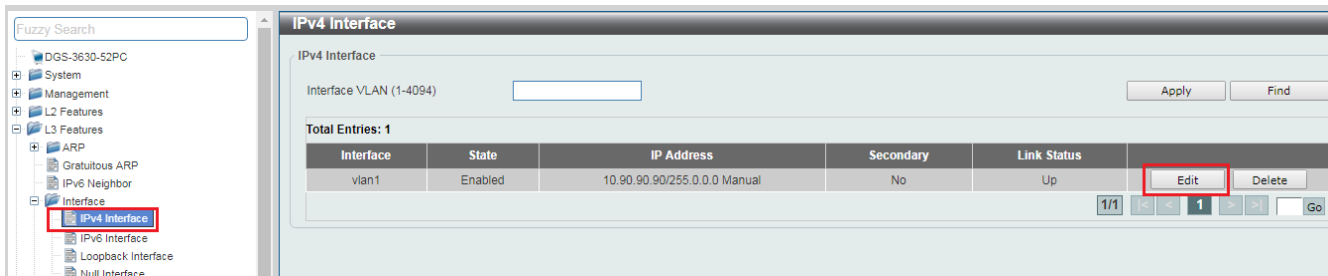 Fuzzy Search
DGS-3630-52PC
System
Management
L2 Features
L3 Features
ARP
Gratuitous ARP
IPv6 Neighbor
Interface
IPv4 Interface
IPv6 Interface
Loopback Interface
Null Interface
IPv4 Interface
IPv4 Interface
Interface VLAN (1-4094)
Apply Find
Total Entries: 1
Interface State IP Address Secondary Link Status
vlan1 Enabled 10.90.90.90/255.0.0.0 Manual No Up Edit Delete
1/1 |< < 1 > >| Go